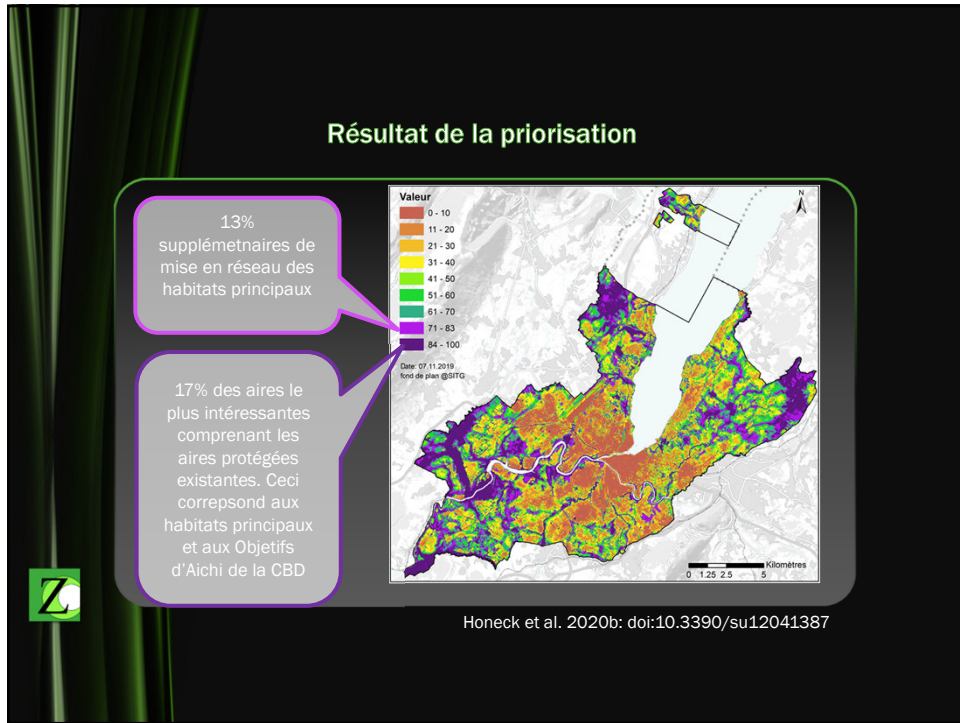 Résultat de la priorisation
13%
supplémetnaires de
mise en réseau des
habitats principaux
17% des aires le
plus intéressantes
comprenant les
aires protégées
existantes. Ceci
correpsond aux
habitats principaux
et aux Objetifs
d'Aichi de la CBD
Valeur
0 - 10
11 - 20
21 - 30
31 - 40
41 - 50
51 - 60
61 - 70
71 - 83
84 - 100
Date: 07.11.2019
fond de plan @SITG
N
Kilomètres
0 1.25 2.5 5
Z
Honeck et al. 2020b: doi:10.3390/su12041387